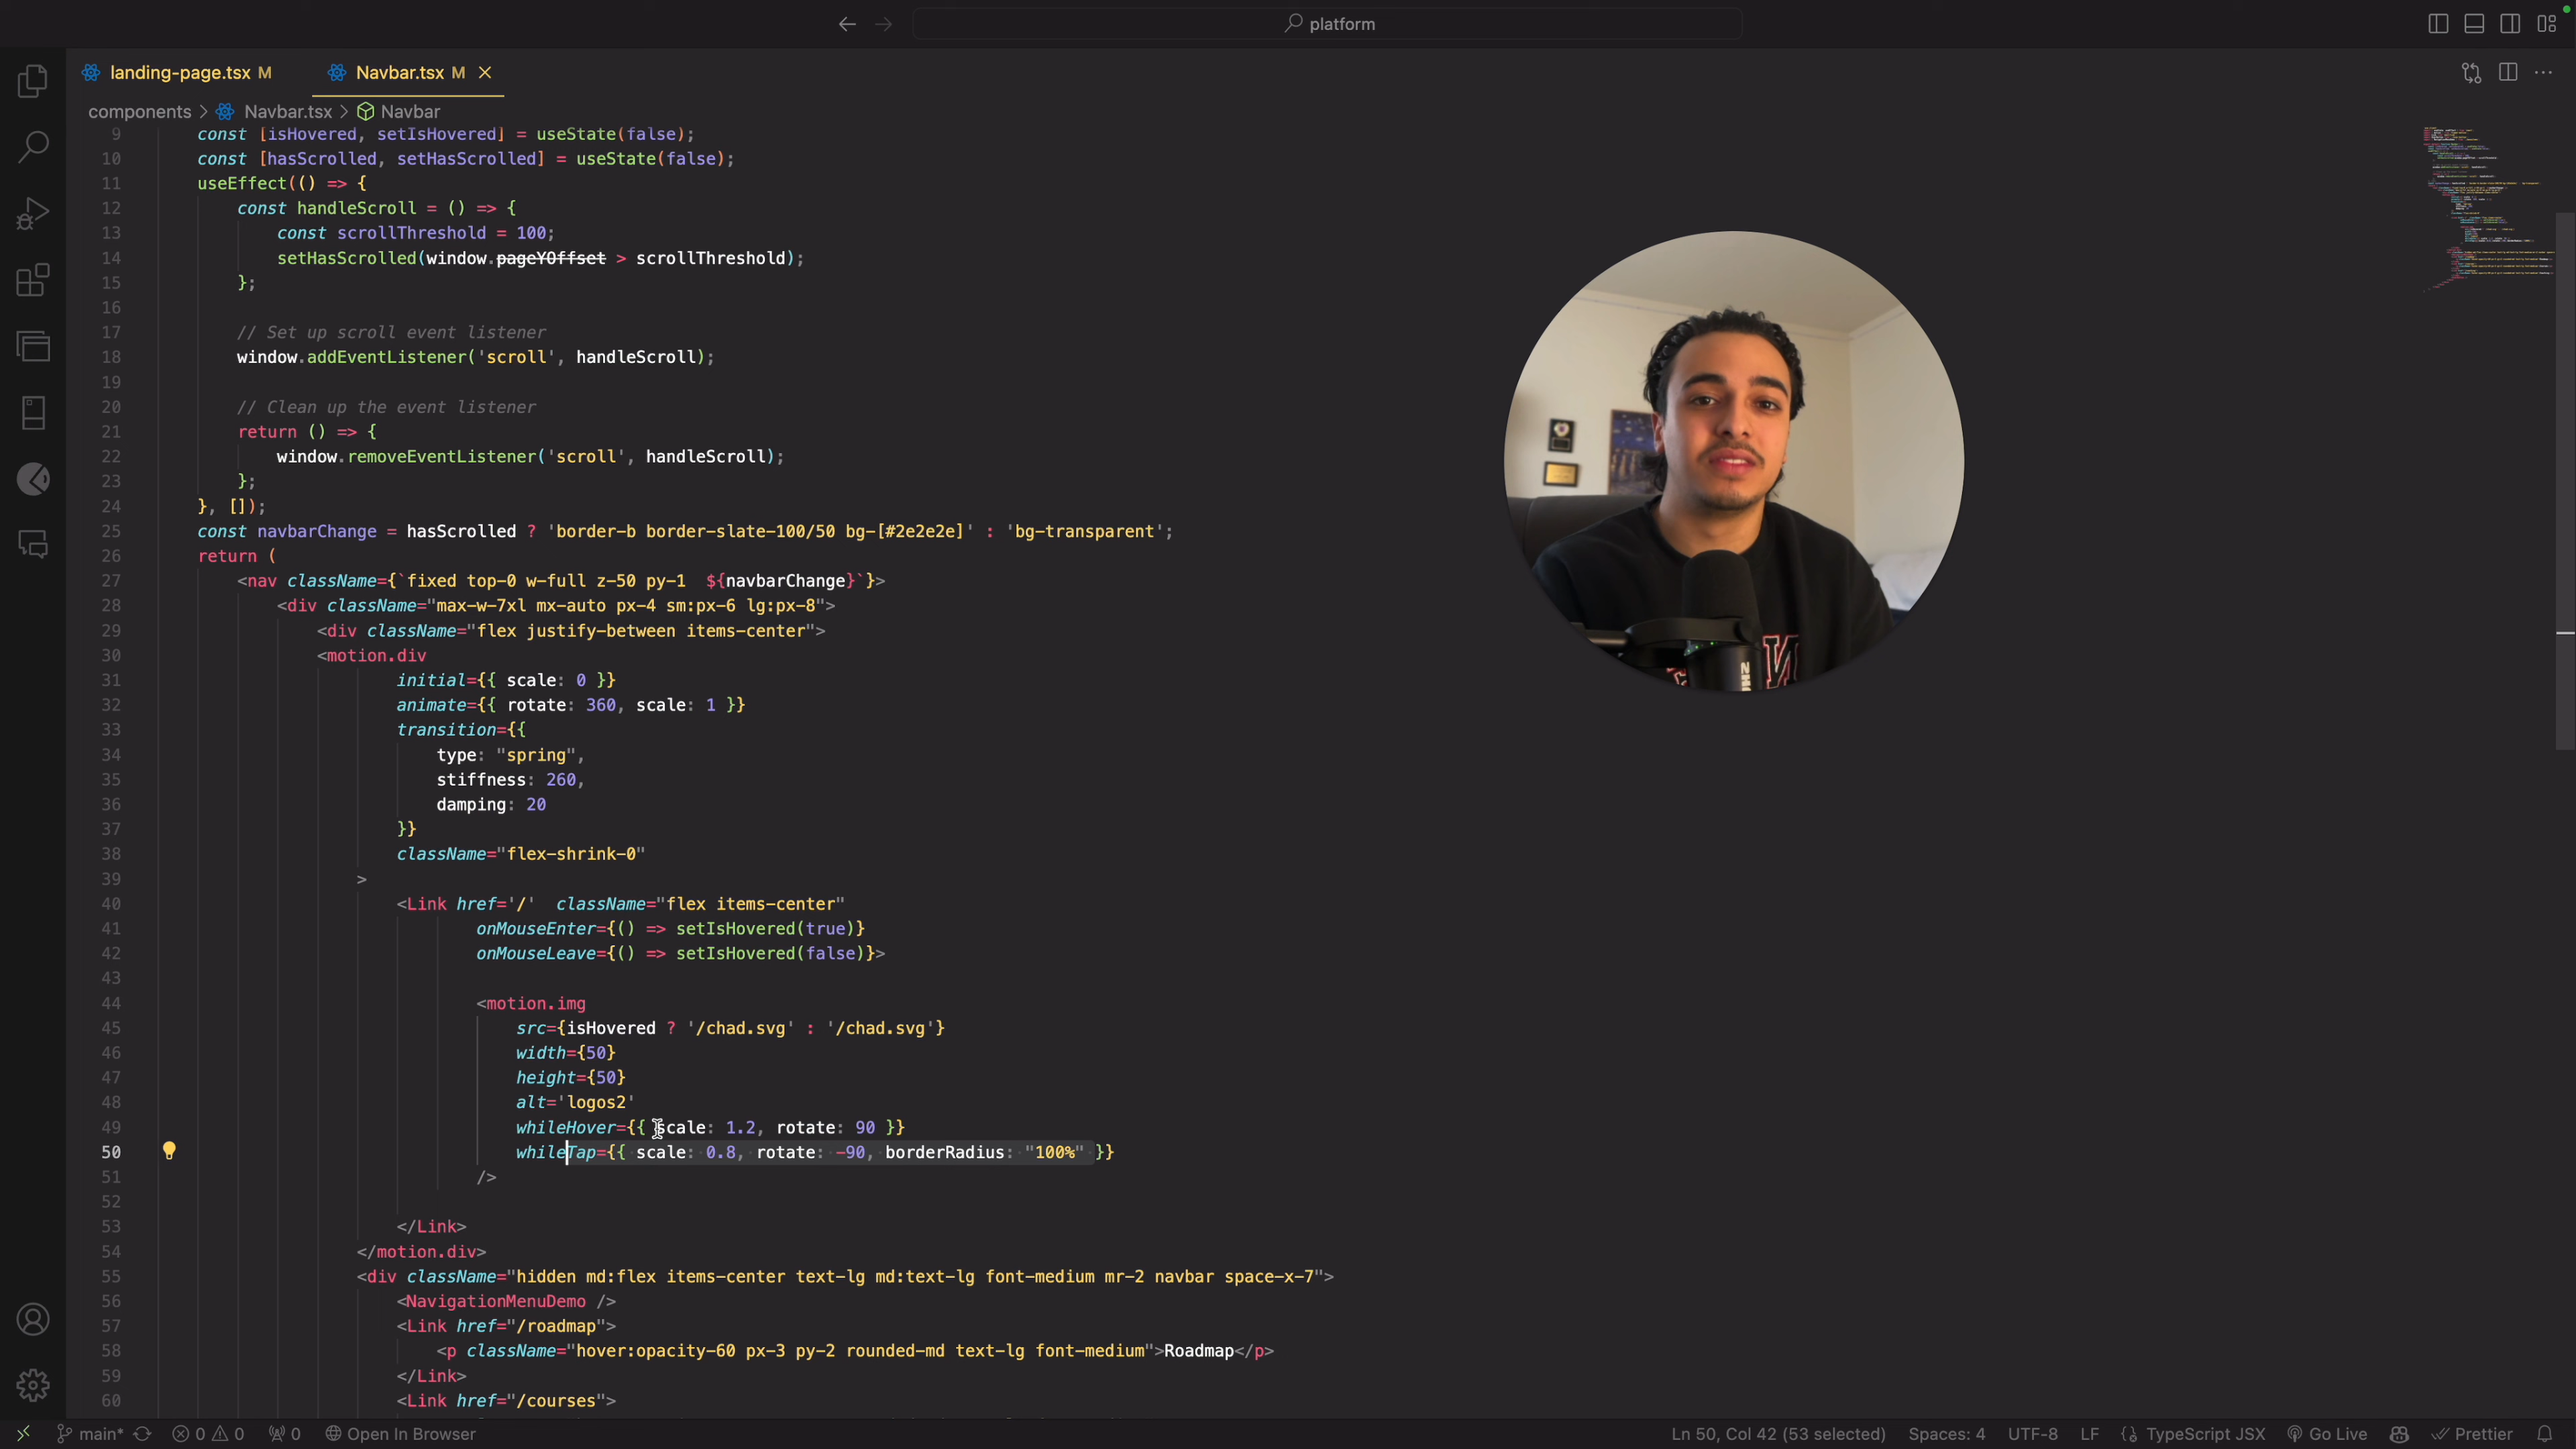 platform
landing-page.tsx M
Navbar.tsx M
components > Navbar.tsx > Navbar
9 const [isHovered, setIsHovered] = useState(false);
10 const [hasScrolled, setHasScrolled] = useState(false);
11 useEffect(() => {
12 const handleScroll = () => {
13 const scrollThreshold = 100;
14 setHasScrolled(window.pageYOffset > scrollThreshold);
15 };
16
17 // Set up scroll event listener
18 window.addEventListener('scroll', handleScroll);
19
20 // Clean up the event listener
21 return () => {
22 window.removeEventListener('scroll', handleScroll);
23 };
24 }, []);
25 const navbarChange = hasScrolled ? 'border-b border-slate-100/50 bg-[#2e2e2e]' : 'bg-transparent';
26 return (
27 <nav className={`fixed top-0 w-full z-50 py-1  ${navbarChange}`}>
28 <div className="max-w-7xl mx-auto px-4 sm:px-6 lg:px-8">
29 <div className="flex justify-between items-center">
30 <motion.div
31 initial={{ scale: 0 }}
32 animate={{ rotate: 360, scale: 1 }}
33 transition={{
34 type: "spring",
35 stiffness: 260,
36 damping: 20
37 }}
38 className="flex-shrink-0"
39 >
40 <Link href='/'  className="flex items-center"
41 onMouseEnter={() => setIsHovered(true)}
42 onMouseLeave={() => setIsHovered(false)}>
43
44 <motion.img
45 src={isHovered ? '/chad.svg' : '/chad.svg'}
46 width={50}
47 height={50}
48 alt='logos2'
49 whileHover={{ scale: 1.2, rotate: 90 }}
50 whileTap={{ scale: 0.8, rotate: -90, borderRadius: "100%" }}
51 />
52
53 </Link>
54 </motion.div>
55 <div className="hidden md:flex items-center text-lg md:text-lg font-medium mr-2 navbar space-x-7">
56 <NavigationMenuDemo />
57 <Link href="/roadmap">
58 <p className="hover:opacity-60 px-3 py-2 rounded-md text-lg font-medium">Roadmap</p>
59 </Link>
60 <Link href="/courses">
main* 0 0 0 Open In Browser Ln 50, Col 42 (53 selected) Spaces: 4 UTF-8 LF TypeScript JSX Go Live Prettier